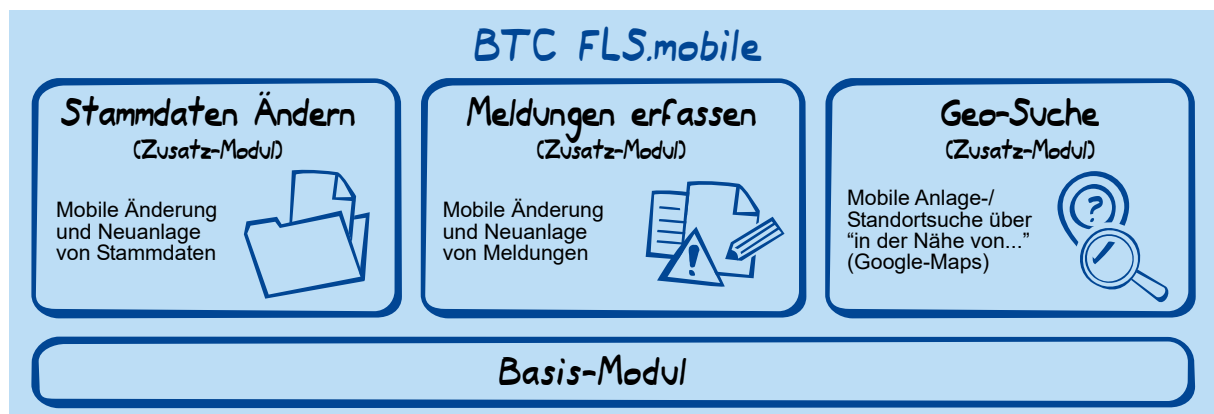 BTC FLS.mobile
Stammdaten Ändern
(Zusatz-Modul)
Mobile Änderung
und Neuanlage
von Stammdaten
Meldungen erfassen
(Zusatz-Modul)
Mobile Änderung
und Neuanlage
von Meldungen
Geo-Suche
(Zusatz-Modul)
Mobile Anlage-/
Standortsuche über
“in der Nähe von...”
(Google-Maps)
?
!
Basis-Modul